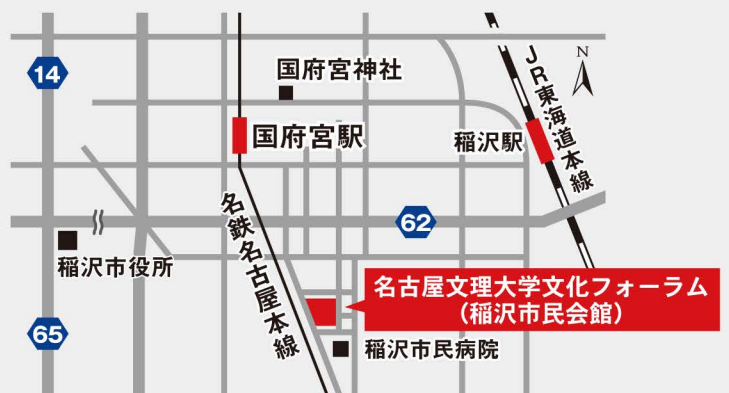 14
国府宮神社
N
JR東海道本線
国府宮駅
稲沢駅
名鉄名古屋本線
62
稲沢市役所
名古屋文理大学文化フォーラム
（稲沢市民会館）
65
稲沢市民病院